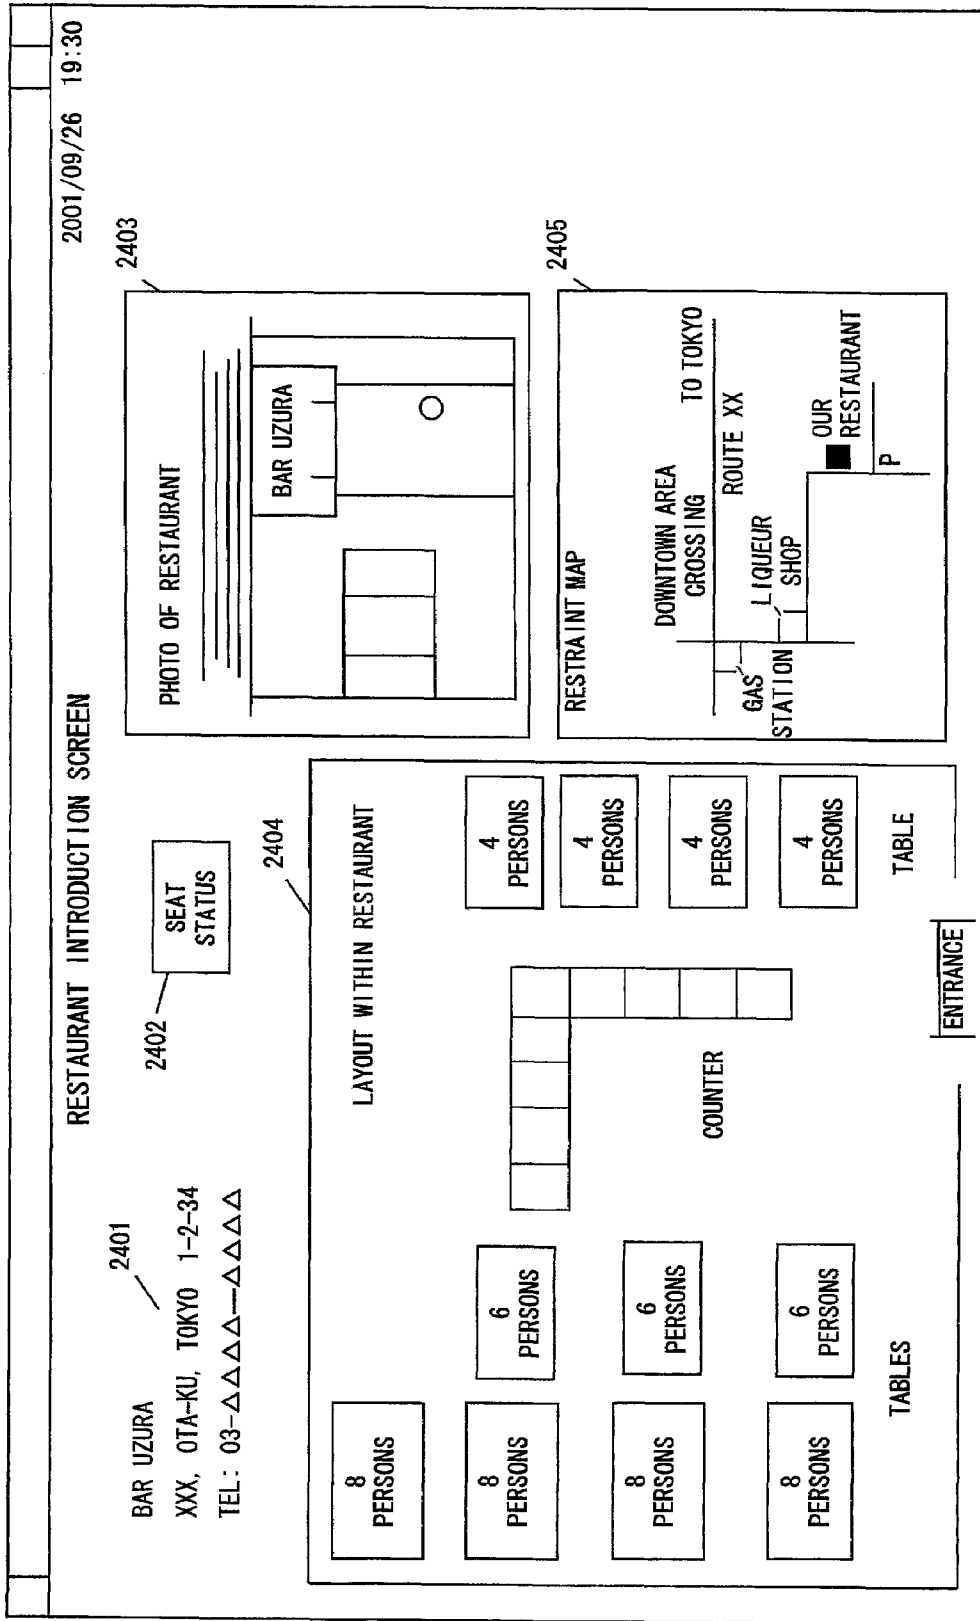 RESTAURANT INTRODUCTION SCREEN
2001/09/26 19:30
BAR UZURA
XXX, OTA-KU, TOKYO 1-2-34
TEL: 03-△△△△—△△△△
2401
SEAT
STATUS
2402
2403
PHOTO OF RESTAURANT
BAR UZURA
2404
LAYOUT WITHIN RESTAURANT
8
PERSONS
8
PERSONS
8
PERSONS
8
PERSONS
6
PERSONS
6
PERSONS
6
PERSONS
TABLES
COUNTER
4
PERSONS
4
PERSONS
4
PERSONS
4
PERSONS
TABLE
ENTRANCE
2405
RESTRAINT MAP
DOWNTOWN AREA
CROSSING
TO TOKYO
ROUTE XX
GAS
STATION
LIQUEUR
SHOP
OUR
RESTAURANT
P